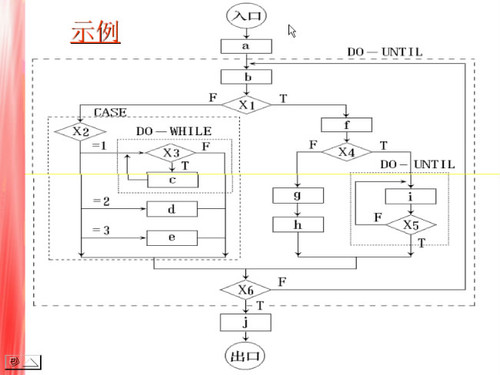 示例
入口
a
DO－UNTIL
b
F X1 T
CASE
X2
DO－WHILE
f
=1 X3 F
T
c
F X4 T
DO－UNTIL
g
i
=2 d
h
F X5
T
=3 e
X6 F
T
j
出口